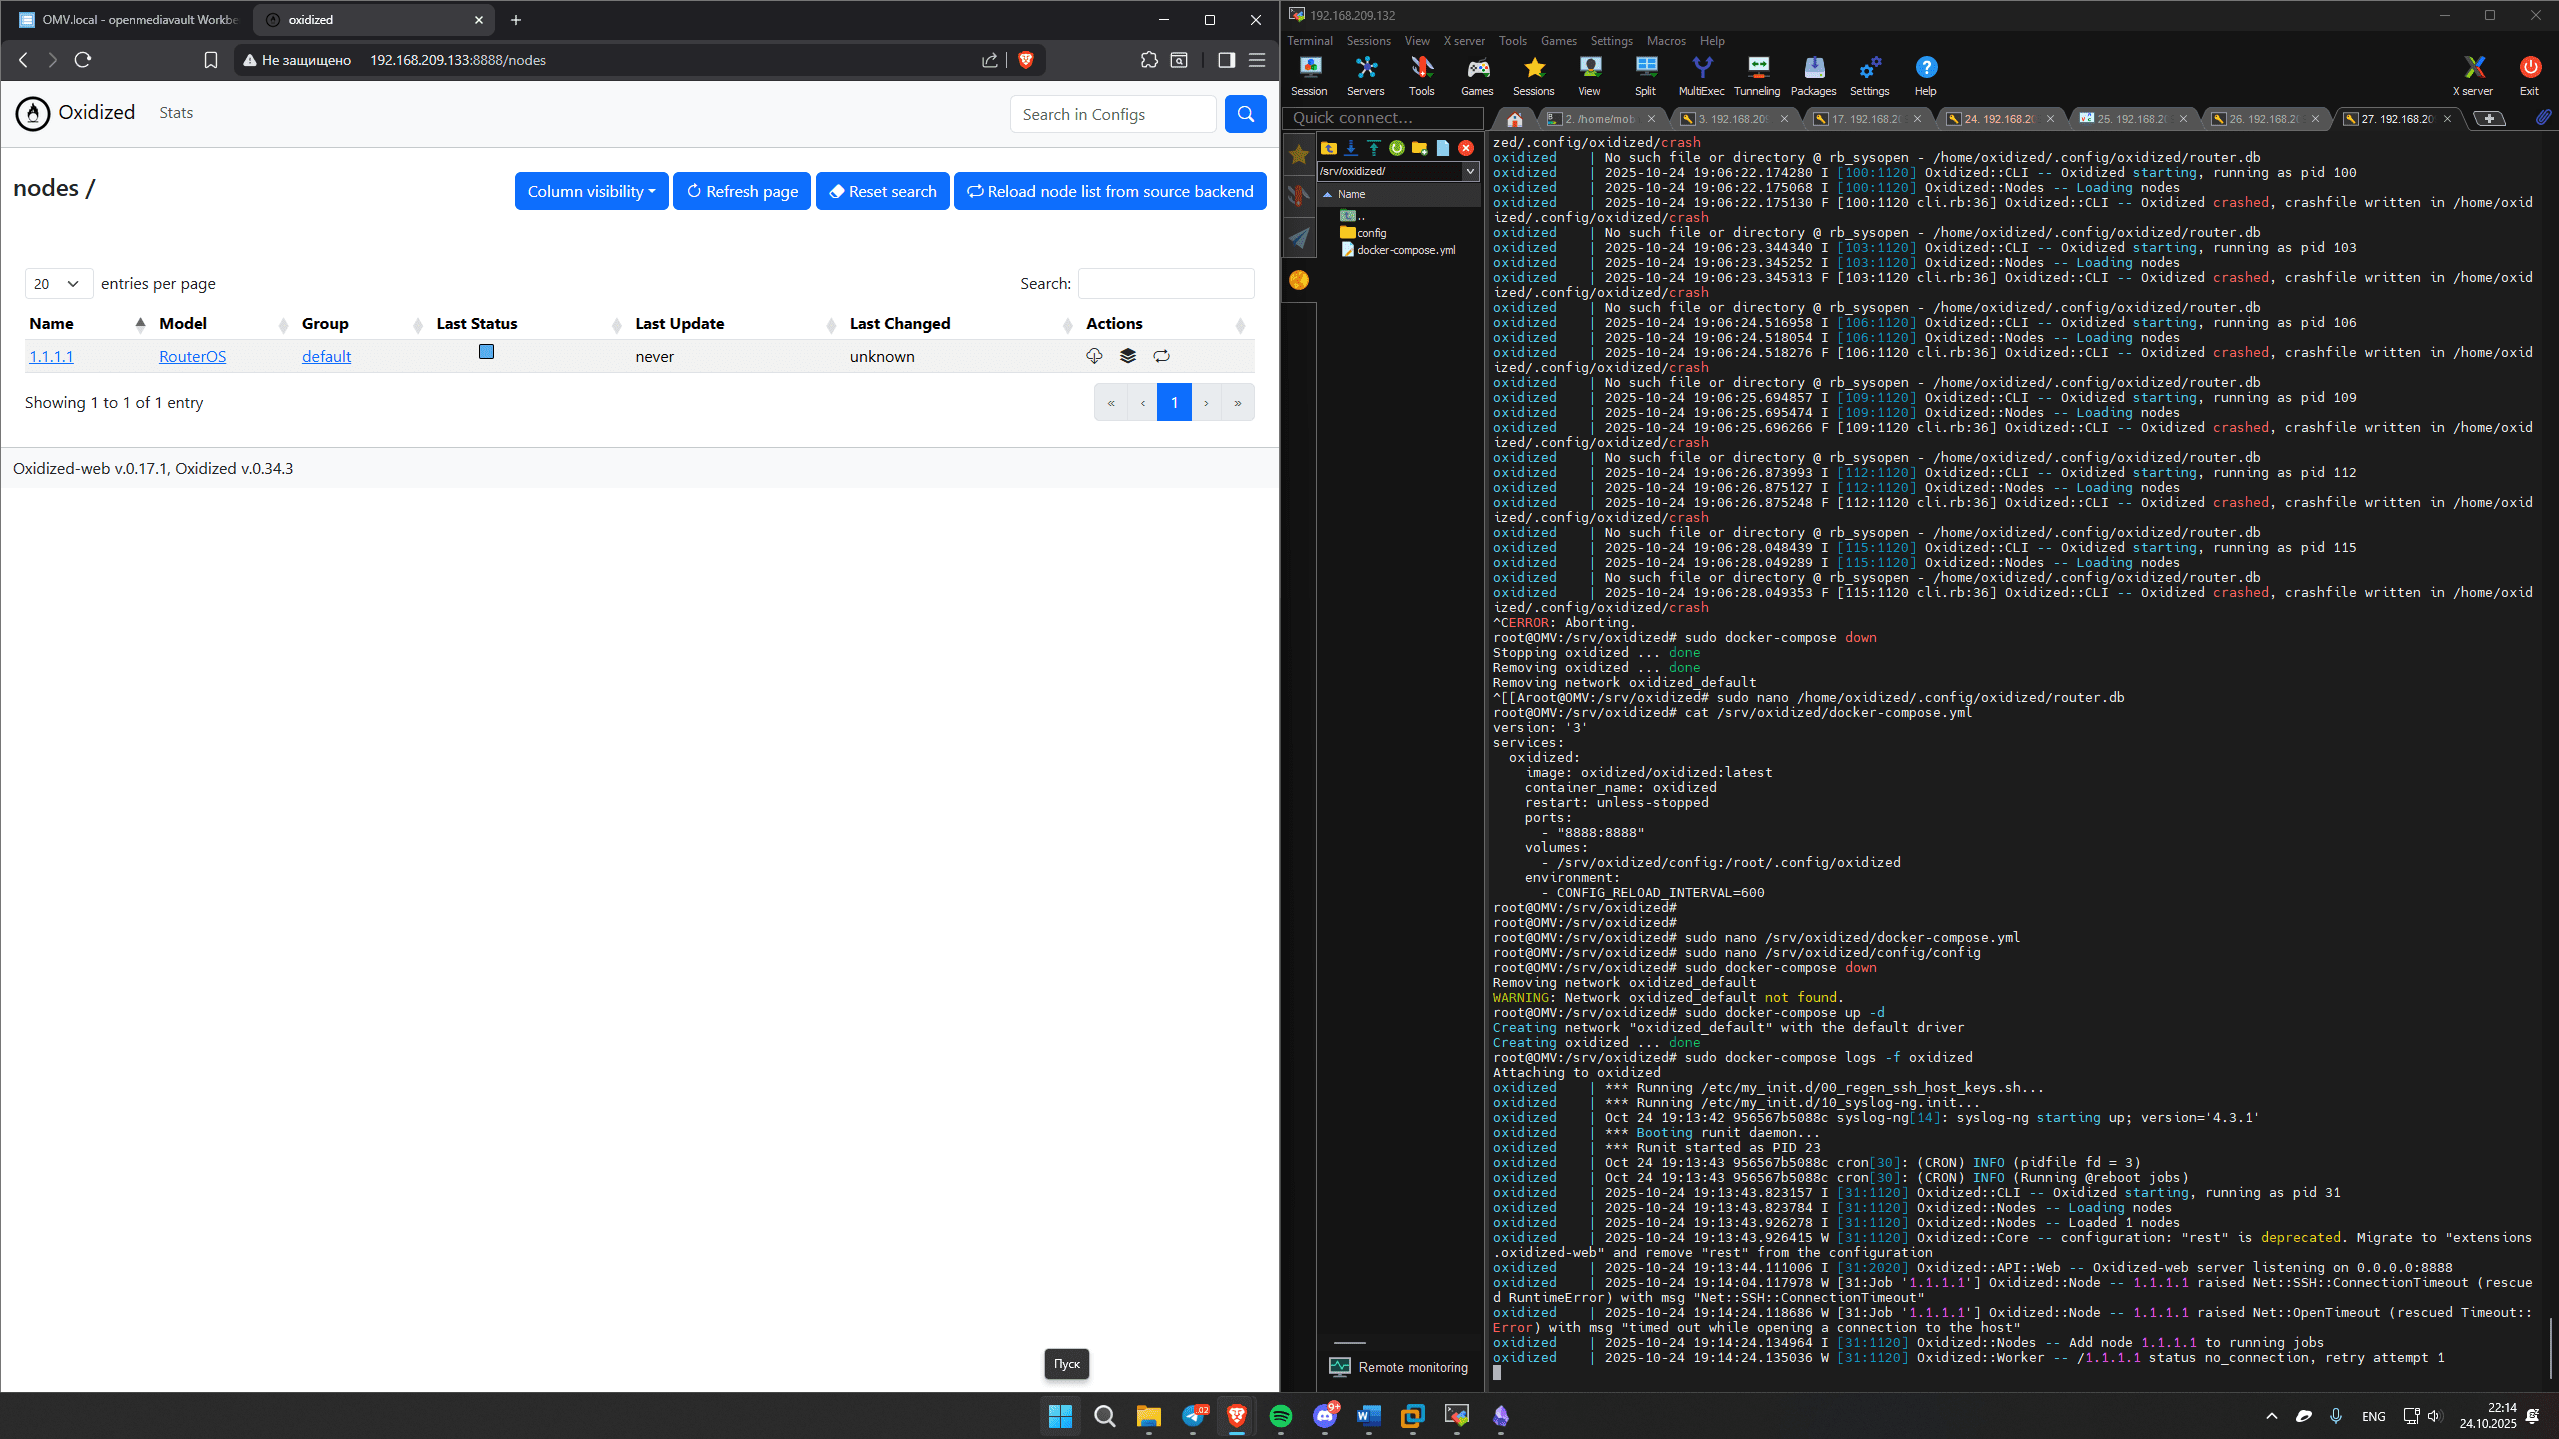 OMV.local - openmediavault Workbe
oxidized
Не защищено 192.168.209.133:8888/nodes
Oxidized Stats
Search in Configs
nodes /
Column visibility
Refresh page
Reset search
Reload node list from source backend
20 entries per page
Search:
Name Model Group Last Status Last Update Last Changed Actions
1.1.1.1 RouterOS default never unknown
Showing 1 to 1 of 1 entry
« ‹ 1 › »
Oxidized-web v.0.17.1, Oxidized v.0.34.3
192.168.209.132
Terminal Sessions View X server Tools Games Settings Macros Help
Session Servers Tools Games Sessions View Split MultiExec Tunneling Packages Settings Help X server Exit
Quick connect...
2. /home/mob
3. 192.168.209
17. 192.168.20
24. 192.168.20
25. 192.168.20
26. 192.168.20
27. 192.168.20
/srv/oxidized/
Name
..
config
docker-compose.yml
Remote monitoring
zed/.config/oxidized/crash
oxidized | No such file or directory @ rb_sysopen - /home/oxidized/.config/oxidized/router.db
oxidized | 2025-10-24 19:06:22.174280 I [100:1120] Oxidized::CLI -- Oxidized starting, running as pid 100
oxidized | 2025-10-24 19:06:22.175068 I [100:1120] Oxidized::Nodes -- Loading nodes
oxidized | 2025-10-24 19:06:22.175130 F [100:1120 cli.rb:36] Oxidized::CLI -- Oxidized crashed, crashfile written in /home/oxid
ized/.config/oxidized/crash
oxidized | No such file or directory @ rb_sysopen - /home/oxidized/.config/oxidized/router.db
oxidized | 2025-10-24 19:06:23.344340 I [103:1120] Oxidized::CLI -- Oxidized starting, running as pid 103
oxidized | 2025-10-24 19:06:23.345252 I [103:1120] Oxidized::Nodes -- Loading nodes
oxidized | 2025-10-24 19:06:23.345313 F [103:1120 cli.rb:36] Oxidized::CLI -- Oxidized crashed, crashfile written in /home/oxid
ized/.config/oxidized/crash
oxidized | No such file or directory @ rb_sysopen - /home/oxidized/.config/oxidized/router.db
oxidized | 2025-10-24 19:06:24.516958 I [106:1120] Oxidized::CLI -- Oxidized starting, running as pid 106
oxidized | 2025-10-24 19:06:24.518054 I [106:1120] Oxidized::Nodes -- Loading nodes
oxidized | 2025-10-24 19:06:24.518276 F [106:1120 cli.rb:36] Oxidized::CLI -- Oxidized crashed, crashfile written in /home/oxid
ized/.config/oxidized/crash
oxidized | No such file or directory @ rb_sysopen - /home/oxidized/.config/oxidized/router.db
oxidized | 2025-10-24 19:06:25.694857 I [109:1120] Oxidized::CLI -- Oxidized starting, running as pid 109
oxidized | 2025-10-24 19:06:25.695474 I [109:1120] Oxidized::Nodes -- Loading nodes
oxidized | 2025-10-24 19:06:25.696266 F [109:1120 cli.rb:36] Oxidized::CLI -- Oxidized crashed, crashfile written in /home/oxid
ized/.config/oxidized/crash
oxidized | No such file or directory @ rb_sysopen - /home/oxidized/.config/oxidized/router.db
oxidized | 2025-10-24 19:06:26.873993 I [112:1120] Oxidized::CLI -- Oxidized starting, running as pid 112
oxidized | 2025-10-24 19:06:26.875127 I [112:1120] Oxidized::Nodes -- Loading nodes
oxidized | 2025-10-24 19:06:26.875248 F [112:1120 cli.rb:36] Oxidized::CLI -- Oxidized crashed, crashfile written in /home/oxid
ized/.config/oxidized/crash
oxidized | No such file or directory @ rb_sysopen - /home/oxidized/.config/oxidized/router.db
oxidized | 2025-10-24 19:06:28.048439 I [115:1120] Oxidized::CLI -- Oxidized starting, running as pid 115
oxidized | 2025-10-24 19:06:28.049289 I [115:1120] Oxidized::Nodes -- Loading nodes
oxidized | No such file or directory @ rb_sysopen - /home/oxidized/.config/oxidized/router.db
oxidized | 2025-10-24 19:06:28.049353 F [115:1120 cli.rb:36] Oxidized::CLI -- Oxidized crashed, crashfile written in /home/oxid
ized/.config/oxidized/crash
^CERROR: Aborting.
root@OMV:/srv/oxidized# sudo docker-compose down
Stopping oxidized ... done
Removing oxidized ... done
Removing network oxidized_default
^[[Aroot@OMV:/srv/oxidized# sudo nano /home/oxidized/.config/oxidized/router.db
root@OMV:/srv/oxidized# cat /srv/oxidized/docker-compose.yml
version: '3'
services:
oxidized:
image: oxidized/oxidized:latest
container_name: oxidized
restart: unless-stopped
ports:
- "8888:8888"
volumes:
- /srv/oxidized/config:/root/.config/oxidized
environment:
- CONFIG_RELOAD_INTERVAL=600
root@OMV:/srv/oxidized#
root@OMV:/srv/oxidized#
root@OMV:/srv/oxidized# sudo nano /srv/oxidized/docker-compose.yml
root@OMV:/srv/oxidized# sudo nano /srv/oxidized/config/config
root@OMV:/srv/oxidized# sudo docker-compose down
Removing network oxidized_default
WARNING: Network oxidized_default not found.
root@OMV:/srv/oxidized# sudo docker-compose up -d
Creating network "oxidized_default" with the default driver
Creating oxidized ... done
root@OMV:/srv/oxidized# sudo docker-compose logs -f oxidized
Attaching to oxidized
oxidized | *** Running /etc/my_init.d/00_regen_ssh_host_keys.sh...
oxidized | *** Running /etc/my_init.d/10_syslog-ng.init...
oxidized | Oct 24 19:13:42 956567b5088c syslog-ng[14]: syslog-ng starting up; version='4.3.1'
oxidized | *** Booting runit daemon...
oxidized | *** Runit started as PID 23
oxidized | Oct 24 19:13:43 956567b5088c cron[30]: (CRON) INFO (pidfile fd = 3)
oxidized | Oct 24 19:13:43 956567b5088c cron[30]: (CRON) INFO (Running @reboot jobs)
oxidized | 2025-10-24 19:13:43.823157 I [31:1120] Oxidized::CLI -- Oxidized starting, running as pid 31
oxidized | 2025-10-24 19:13:43.823784 I [31:1120] Oxidized::Nodes -- Loading nodes
oxidized | 2025-10-24 19:13:43.926278 I [31:1120] Oxidized::Nodes -- Loaded 1 nodes
oxidized | 2025-10-24 19:13:43.926415 W [31:1120] Oxidized::Core -- configuration: "rest" is deprecated. Migrate to "extensions
.oxidized-web" and remove "rest" from the configuration
oxidized | 2025-10-24 19:13:44.111006 I [31:2020] Oxidized::API::Web -- Oxidized-web server listening on 0.0.0.0:8888
oxidized | 2025-10-24 19:14:04.117978 W [31:Job '1.1.1.1'] Oxidized::Node -- 1.1.1.1 raised Net::SSH::ConnectionTimeout (rescue
d RuntimeError) with msg "Net::SSH::ConnectionTimeout"
oxidized | 2025-10-24 19:14:24.118686 W [31:Job '1.1.1.1'] Oxidized::Node -- 1.1.1.1 raised Net::OpenTimeout (rescued Timeout::
Error) with msg "timed out while opening a connection to the host"
oxidized | 2025-10-24 19:14:24.134964 I [31:1120] Oxidized::Nodes -- Add node 1.1.1.1 to running jobs
oxidized | 2025-10-24 19:14:24.135036 W [31:1120] Oxidized::Worker -- /1.1.1.1 status no_connection, retry attempt 1
Пуск
ENG
22:14
24.10.2025